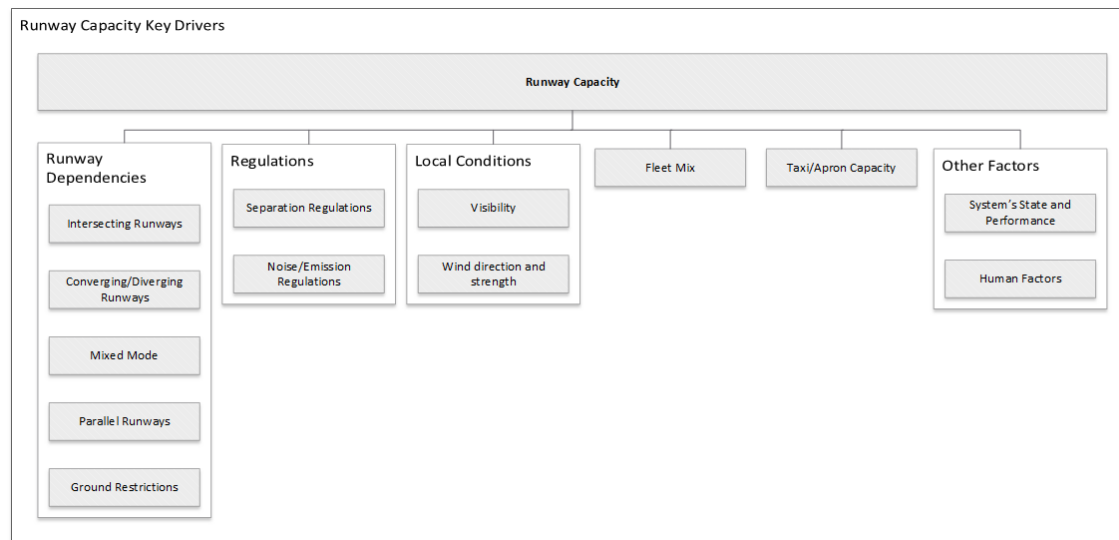 Runway Capacity Key Drivers
Runway Capacity
Runway
Dependencies
Intersecting Runways
Converging/Diverging
Runways
Mixed Mode
Parallel Runways
Ground Restrictions
Regulations
Separation Regulations
Noise/Emission
Regulations
Local Conditions
Visibility
Wind direction and
strength
Fleet Mix
Taxi/Apron Capacity
Other Factors
System's State and
Performance
Human Factors